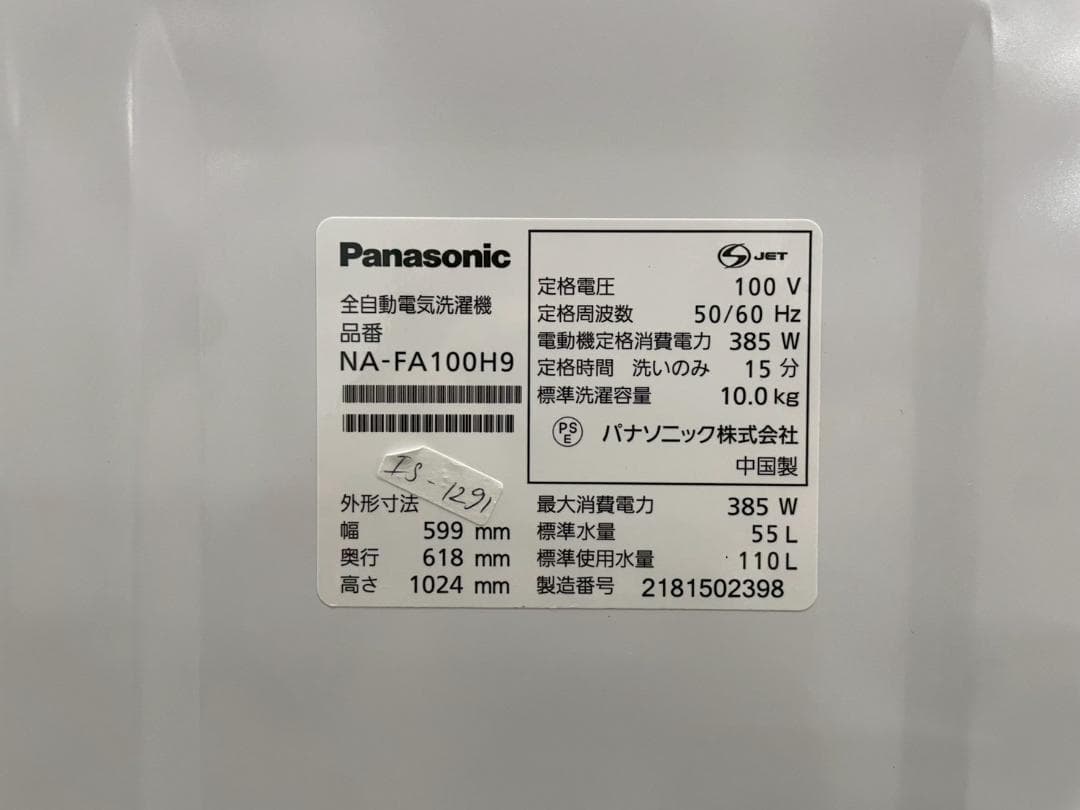 Panasonic
全自動電気洗濯機
品番
NA-FA100H9
IS-1291
外形寸法
幅 599 mm
奥行 618 mm
高さ 1024 mm
JET
定格電圧 100 V
定格周波数 50/60 Hz
電動機定格消費電力 385 W
定格時間 洗いのみ 15 分
標準洗濯容量 10.0 kg
PS
E
パナソニック株式会社
中国製
最大消費電力 385 W
標準水量 55 L
標準使用水量 110 L
製造番号 2181502398